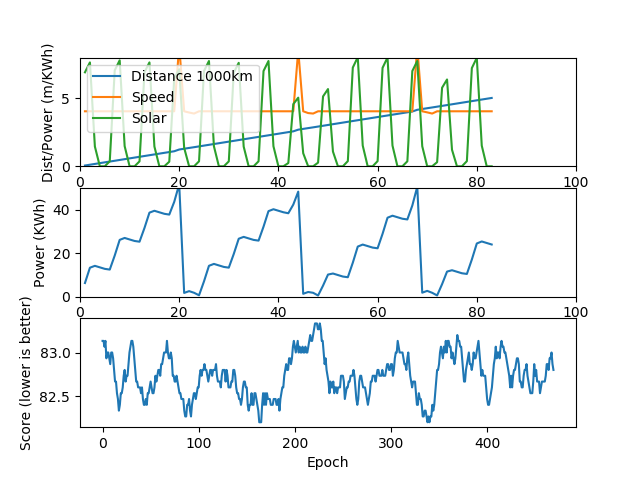 Dist/Power (m/KWh)
5
0
Distance 1000km
Speed
Solar
0 20 40 60 80 100
Power (KWh)
40
20
0
0 20 40 60 80 100
Score (lower is better)
83.0
82.5
0 100 200 300 400
Epoch